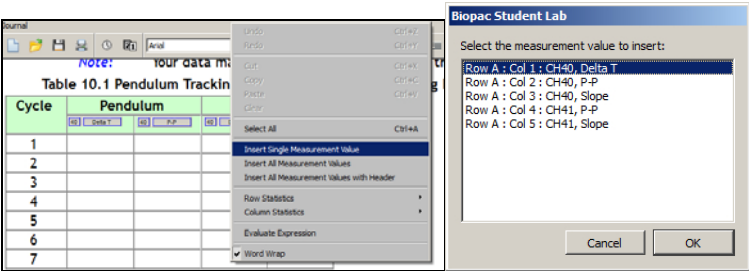 Journal
Arial
Note: Your data ma
Table 10.1 Pendulum Trackin
Cycle Pendulum
40 Delta T 40 P-P 40
1
2
3
4
5
6
7
Undo Ctrl+Z
Redo Ctrl+Y
Cut Ctrl+X
Copy Ctrl+C
Paste Ctrl+V
Clear
Select All Ctrl+A
Insert Single Measurement Value
Insert All Measurement Values
Insert All Measurement Values with Header
Row Statistics
Column Statistics
Evaluate Expression
Word Wrap
Biopac Student Lab
Select the measurement value to insert:
Row A : Col 1 : CH40, Delta T
Row A : Col 2 : CH40, P-P
Row A : Col 3 : CH40, Slope
Row A : Col 4 : CH41, P-P
Row A : Col 5 : CH41, Slope
Cancel OK